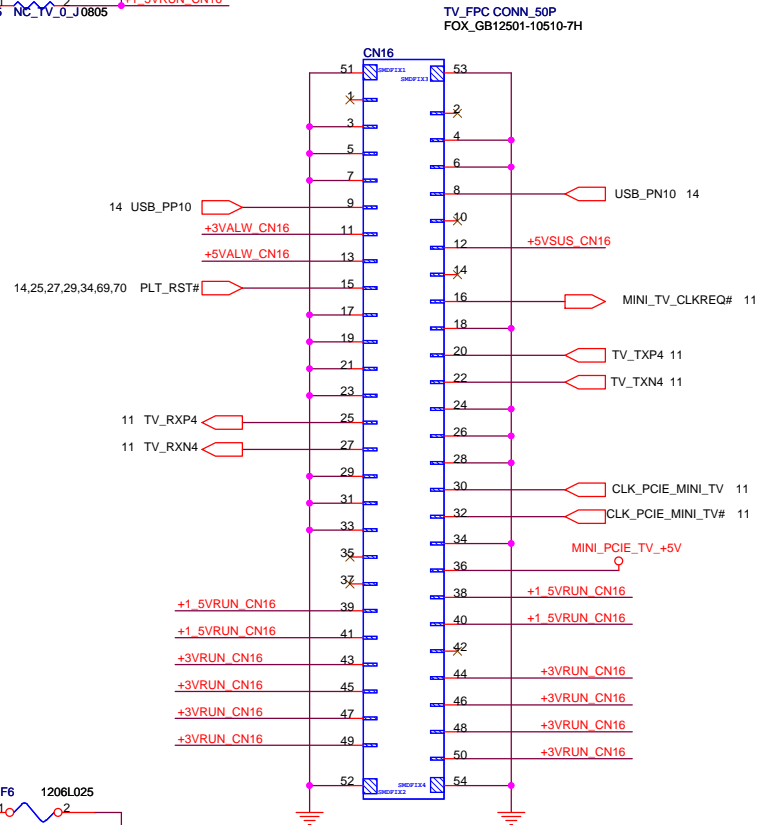 NC_TV_0_J0805
+1_5VRUN_CN16
TV_FPC CONN_50P
FOX_GB12501-10510-7H
CN16
51 SMDFIX1 SMDFIX3 53
1
2
3
4
5
6
7
8 USB_PN10 14
14 USB_PP10 9
10
+3VALW_CN16 11
12 +5VSUS_CN16
+5VALW_CN16 13
14
14,25,27,29,34,69,70 PLT_RST# 15
16 MINI_TV_CLKREQ# 11
17
18
19
20 TV_TXP4 11
21
22 TV_TXN4 11
23
24
11 TV_RXP4 25
26
11 TV_RXN4 27
28
29
30 CLK_PCIE_MINI_TV 11
31
32 CLK_PCIE_MINI_TV# 11
33
34
35
MINI_PCIE_TV_+5V
36
37
38 +1_5VRUN_CN16
+1_5VRUN_CN16 39
40 +1_5VRUN_CN16
+1_5VRUN_CN16 41
42
+3VRUN_CN16 43
44 +3VRUN_CN16
+3VRUN_CN16 45
46 +3VRUN_CN16
+3VRUN_CN16 47
48 +3VRUN_CN16
+3VRUN_CN16 49
50 +3VRUN_CN16
52 SMDFIX2 SMDFIX4 54
F6 1206L025
1 2